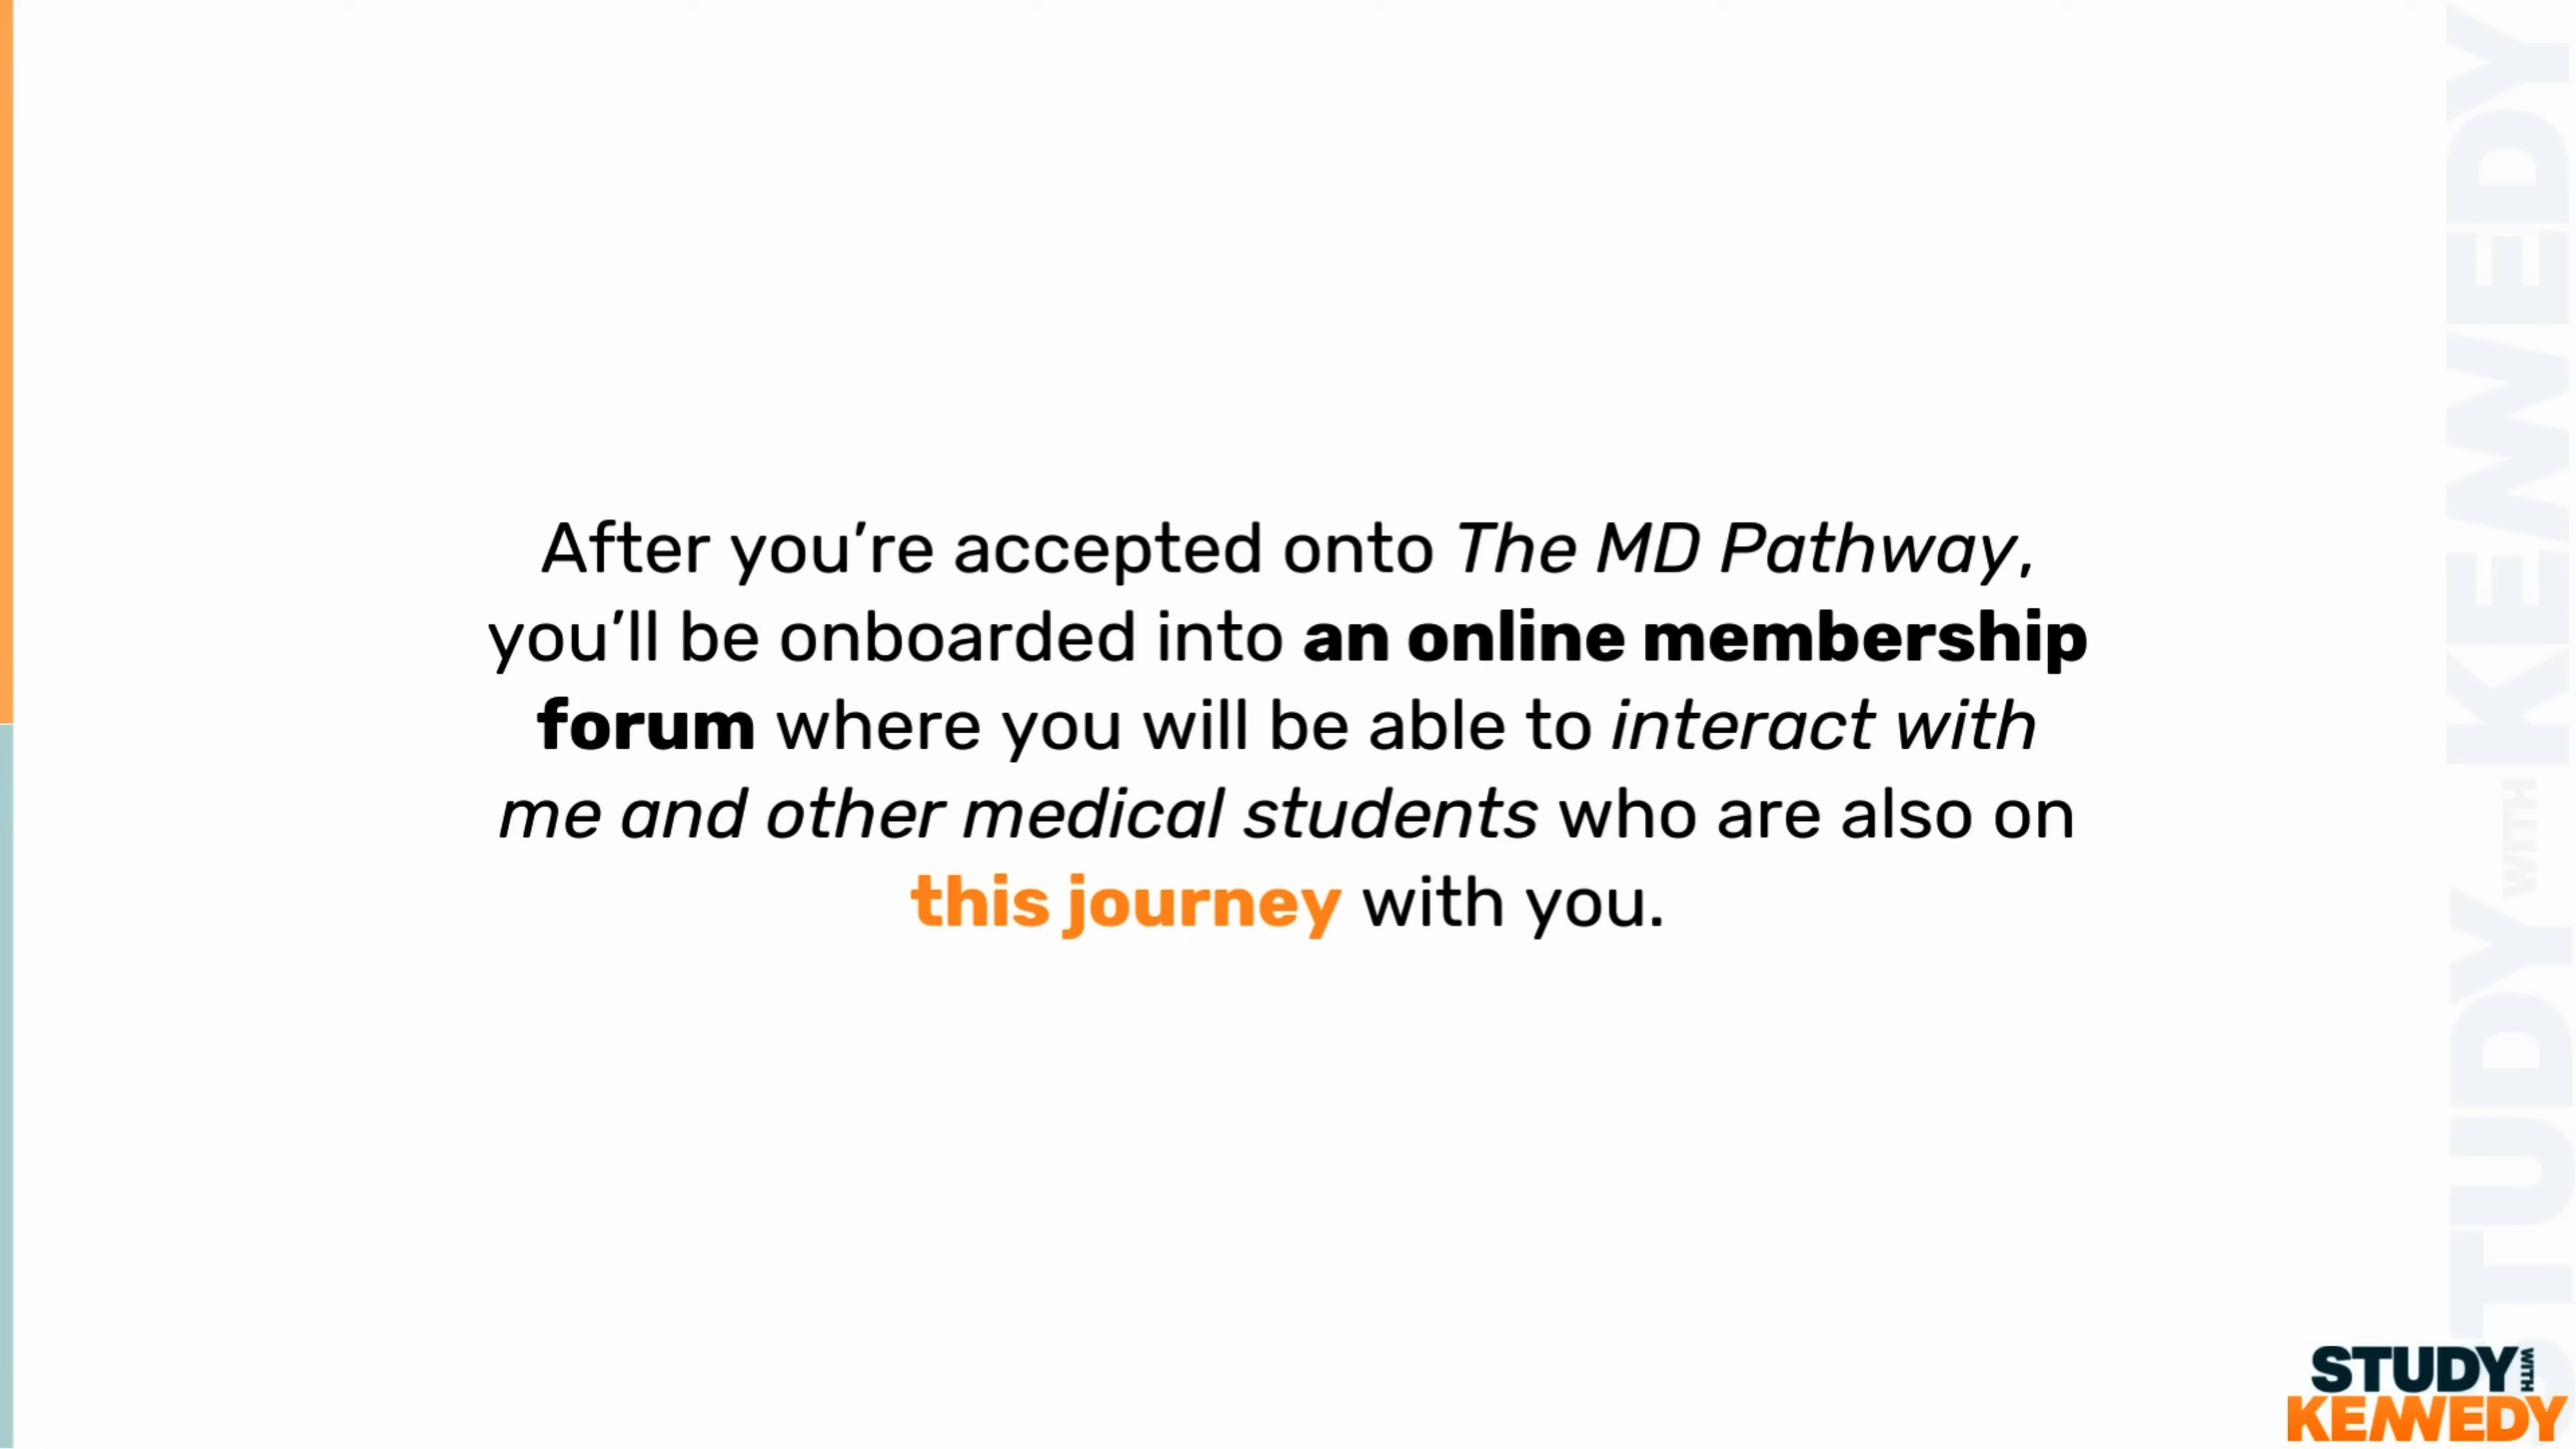 After you’re accepted onto The MD Pathway,
you’ll be onboarded into an online membership
forum where you will be able to interact with
me and other medical students who are also on
this journey with you.
STUDY WITH KENNEDY
STUDY WITH
KENNEDY